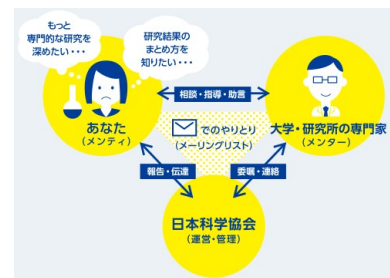 もっと
専門的な研究を
深めたい・・・
研究結果の
まとめ方を
知りたい・・・
相談・指導・助言
あなた
（メンティ）
でのやりとり
（メーリングリスト）
大学・研究所の専門家
（メンター）
報告・伝達
委嘱・連絡
日本科学協会
（運営・管理）